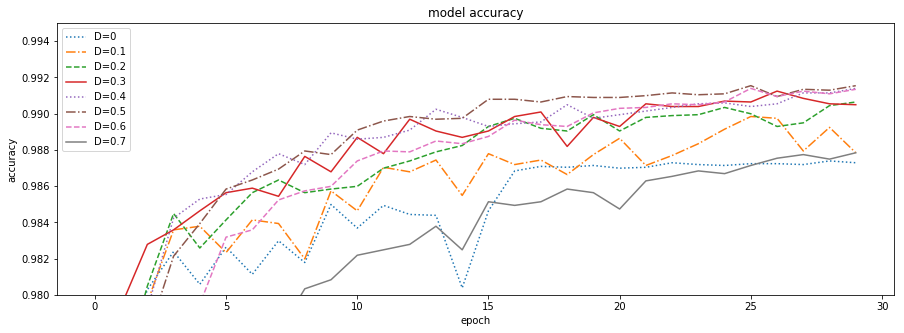 model accuracy
accuracy
0.994
0.992
0.990
0.988
0.986
0.984
0.982
0.980
D=0
D=0.1
D=0.2
D=0.3
D=0.4
D=0.5
D=0.6
D=0.7
0 5 10 15 20 25 30
epoch